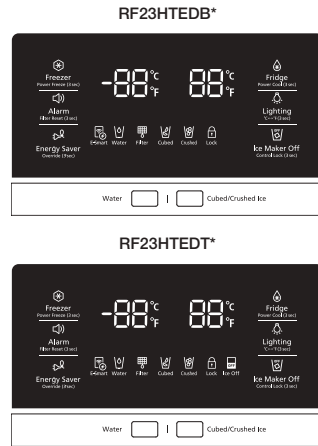 RF23HTEDB*
Freezer
Power Freeze (3 sec)
-88°C °F
88°C °F
Fridge
Power Cool (3 sec)
Alarm
Filter Reset (3 sec)
Lighting
°C↔°F (3 sec)
Energy Saver
Override (3 sec)
E-Smart Water Filter Cubed Crushed Lock
Ice Maker Off
Control Lock (3 sec)
Water | Cubed/Crushed Ice
RF23HTEDT*
Freezer
Power Freeze (3 sec)
-88°C °F
88°C °F
Fridge
Power Cool (3 sec)
Alarm
Filter Reset (3 sec)
Lighting
°C↔°F (3 sec)
Energy Saver
Override (3 sec)
E-Smart Water Filter Cubed Crushed Lock Ice Off
Ice Maker Off
Control Lock (3 sec)
Water | Cubed/Crushed Ice